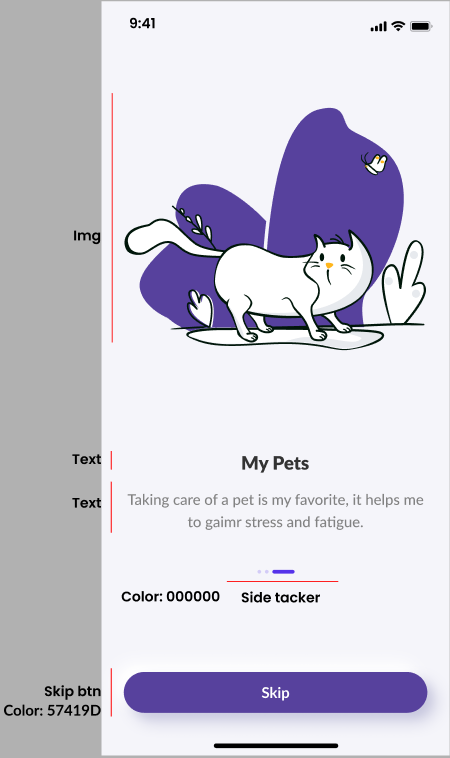 9:41
Img
Text
My Pets
Text
Taking care of a pet is my favorite, it helps me
to gaimr stress and fatigue.
Color: 000000
Side tacker
Skip btn
Color: 57419D
Skip